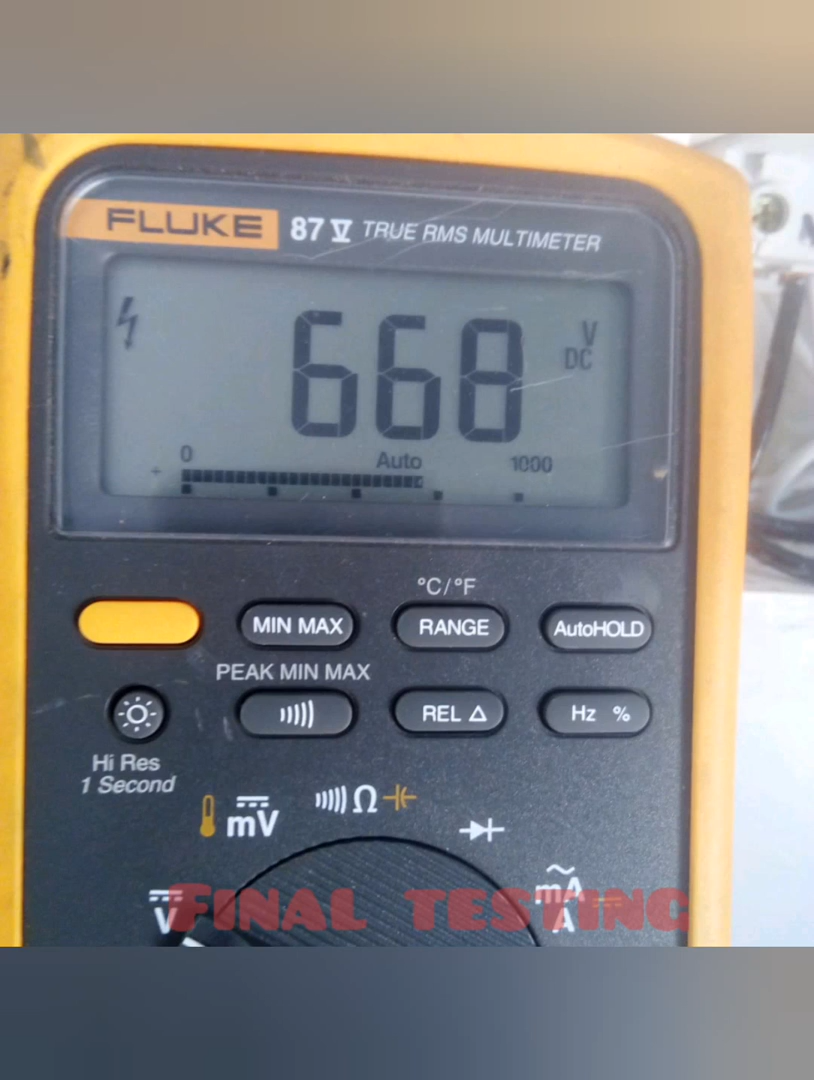 FLUKE 87 V TRUE RMS MULTIMETER
668 V DC
0 Auto 1000
°C/°F
MIN MAX RANGE AutoHOLD
PEAK MIN MAX
REL Δ Hz %
Hi Res
1 Second
mV Ω
mA
V A
FINAL TESTING